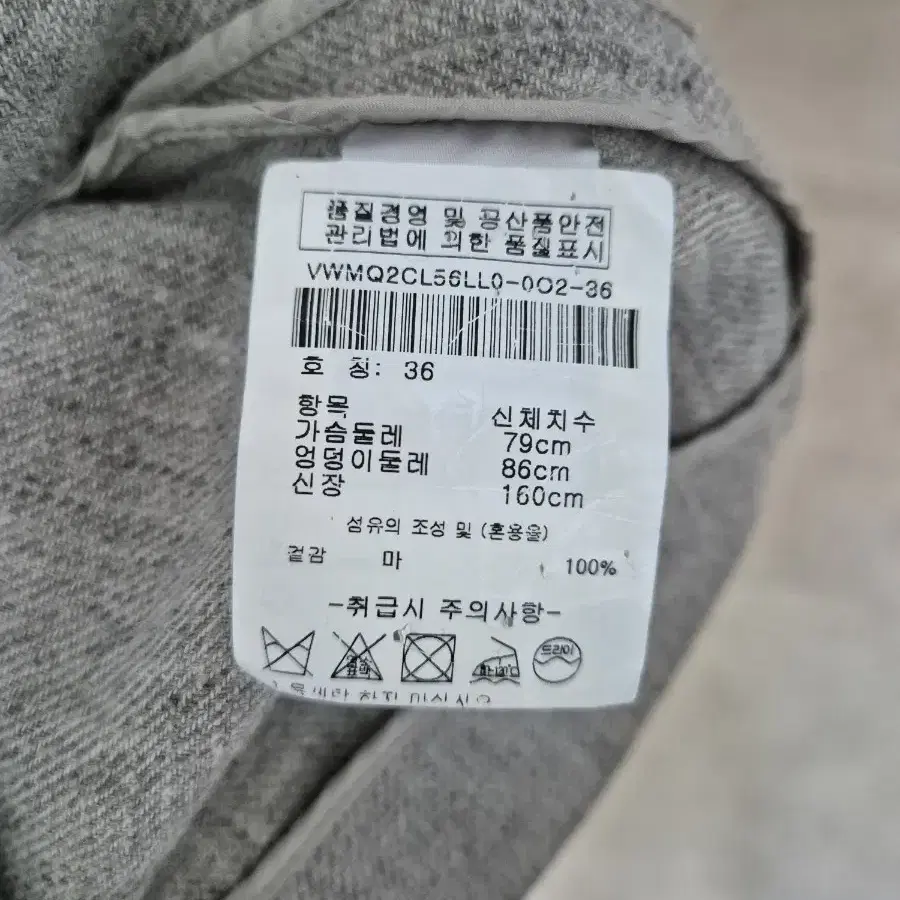 품질경영 및 공산품안전
관리법에 의한 품질표시
VWMQ2CL56LL0-0O2-36
호 칭: 36
항목 신체치수
가슴둘레 79cm
엉덩이둘레 86cm
신장 160cm
섬유의 조성 및 (혼용율)
겉감 마 100%
-취급시 주의사항-
드라이